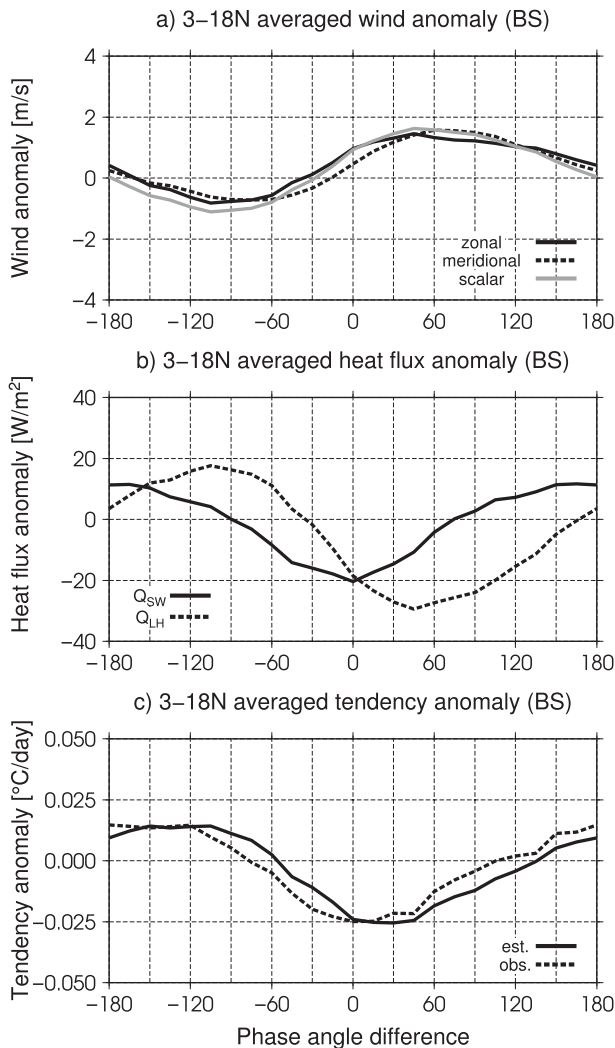 a) 3−18N averaged wind anomaly (BS)
Wind anomaly [m/s]
4
2
0
−2
−4
zonal
meridional
scalar
−180 −120 −60 0 60 120 180
b) 3−18N averaged heat flux anomaly (BS)
Heat flux anomaly [W/m²]
40
20
0
−20
−40
Q_SW
Q_LH
−180 −120 −60 0 60 120 180
c) 3−18N averaged tendency anomaly (BS)
Tendency anomaly [°C/day]
0.050
0.025
0.000
−0.025
−0.050
est.
obs.
−180 −120 −60 0 60 120 180
Phase angle difference